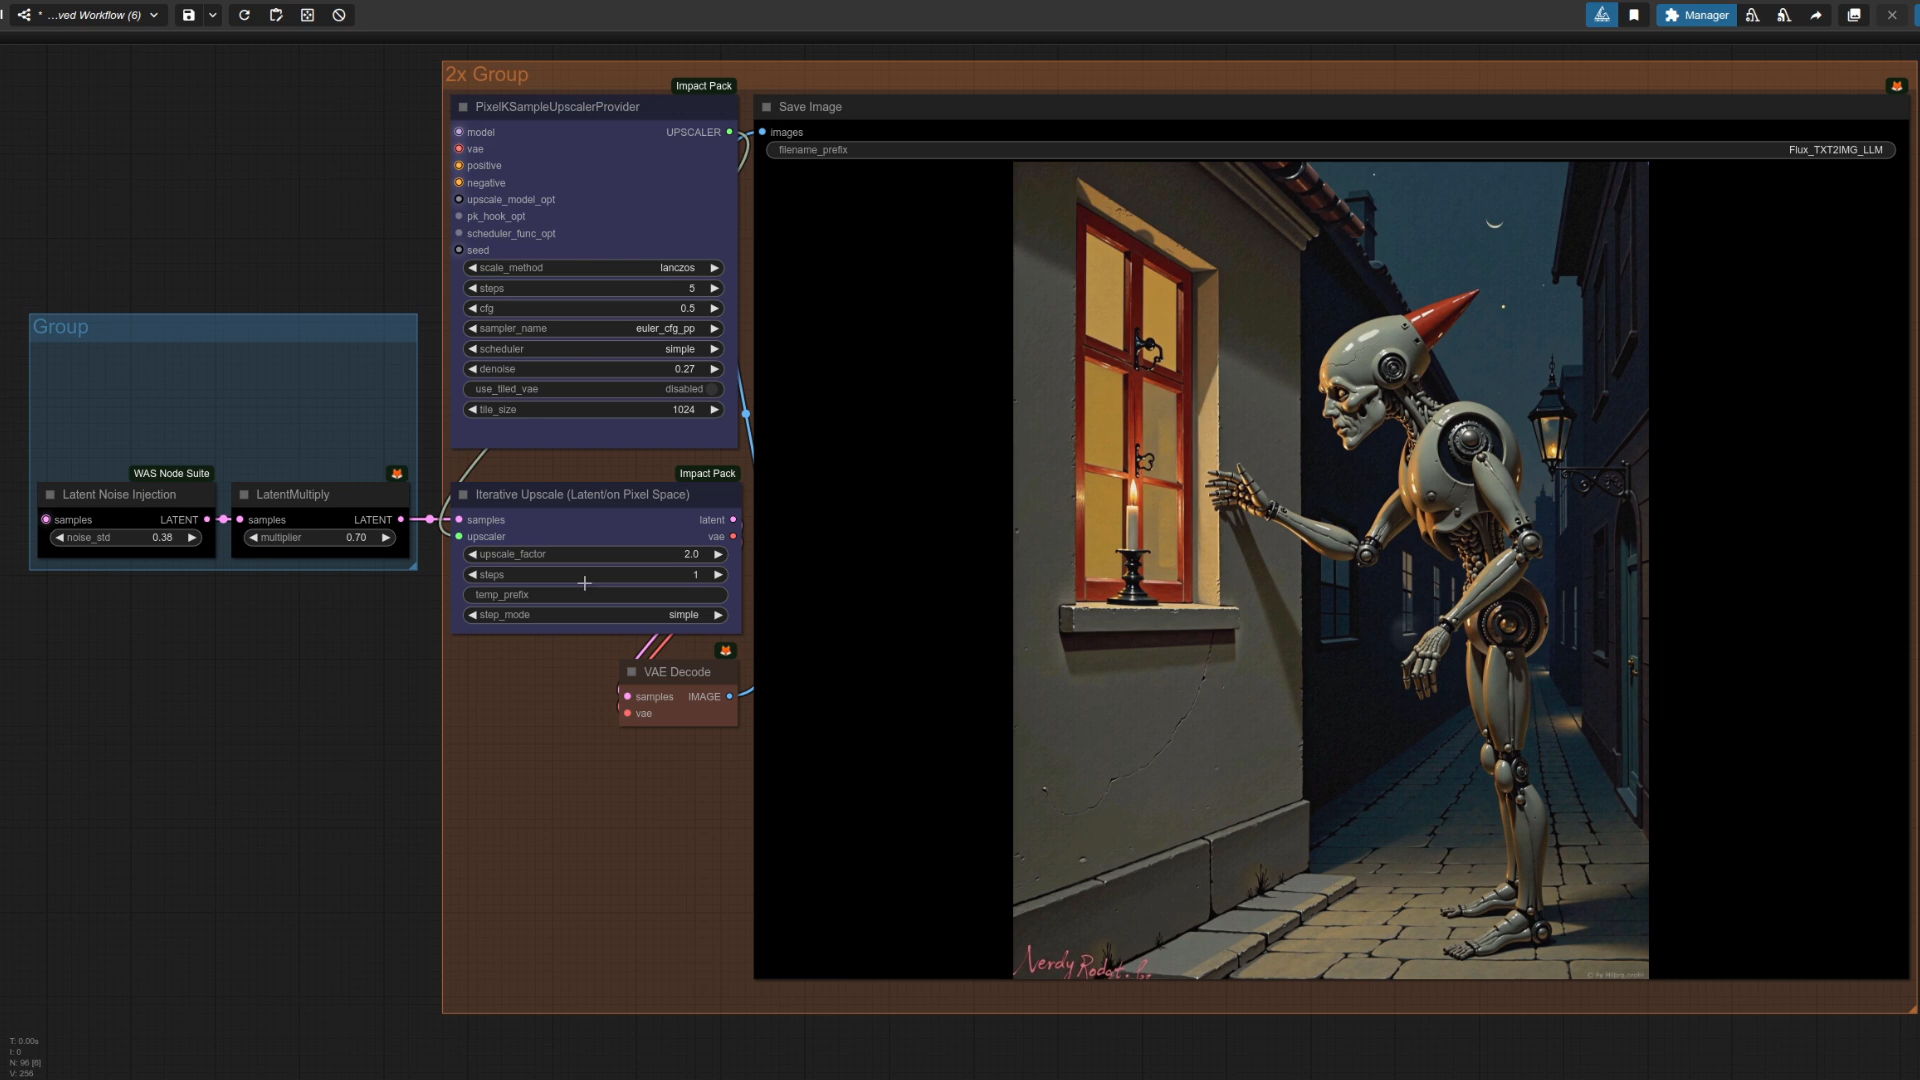 * ...ved Workflow (6)
Manager
2x Group
Impact Pack
PixelKSampleUpscalerProvider
model
UPSCALER
vae
positive
negative
upscale_model_opt
pk_hook_opt
scheduler_func_opt
seed
scale_method lanczos
steps 5
cfg 0.5
sampler_name euler_cfg_pp
scheduler simple
denoise 0.27
use_tiled_vae disabled
tile_size 1024
Save Image
images
filename_prefix Flux_TXT2IMG_LLM
Group
WAS Node Suite
Latent Noise Injection
samples LATENT
noise_std 0.38
LatentMultiply
samples LATENT
multiplier 0.70
Impact Pack
Iterative Upscale (Latent/on Pixel Space)
samples latent
upscaler vae
upscale_factor 2.0
steps 1
temp_prefix
step_mode simple
VAE Decode
samples IMAGE
vae
Nerdy
T: 0.00s
I: 0
N: 96 [6]
V: 256